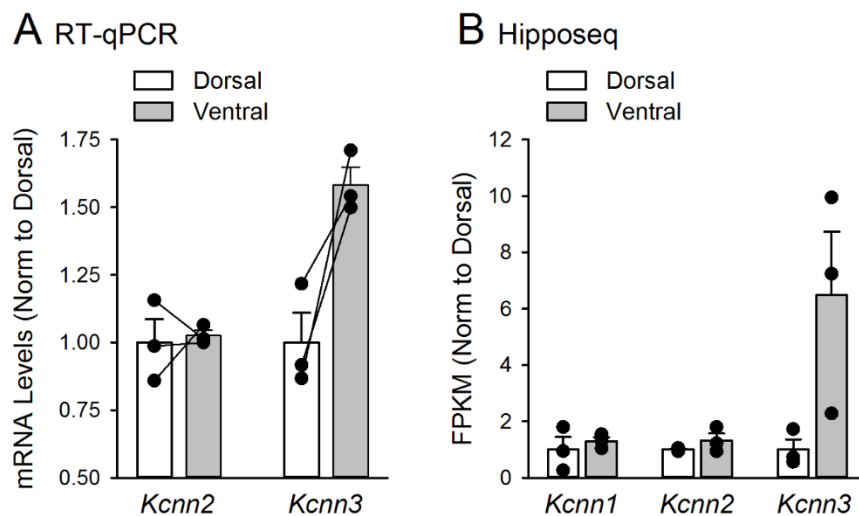 A RT-qPCR
Dorsal
Ventral
mRNA Levels (Norm to Dorsal)
1.75
1.50
1.25
1.00
0.75
0.50
Kcnn2
Kcnn3
B Hipposeq
Dorsal
Ventral
FPKM (Norm to Dorsal)
12
10
8
6
4
2
0
Kcnn1
Kcnn2
Kcnn3